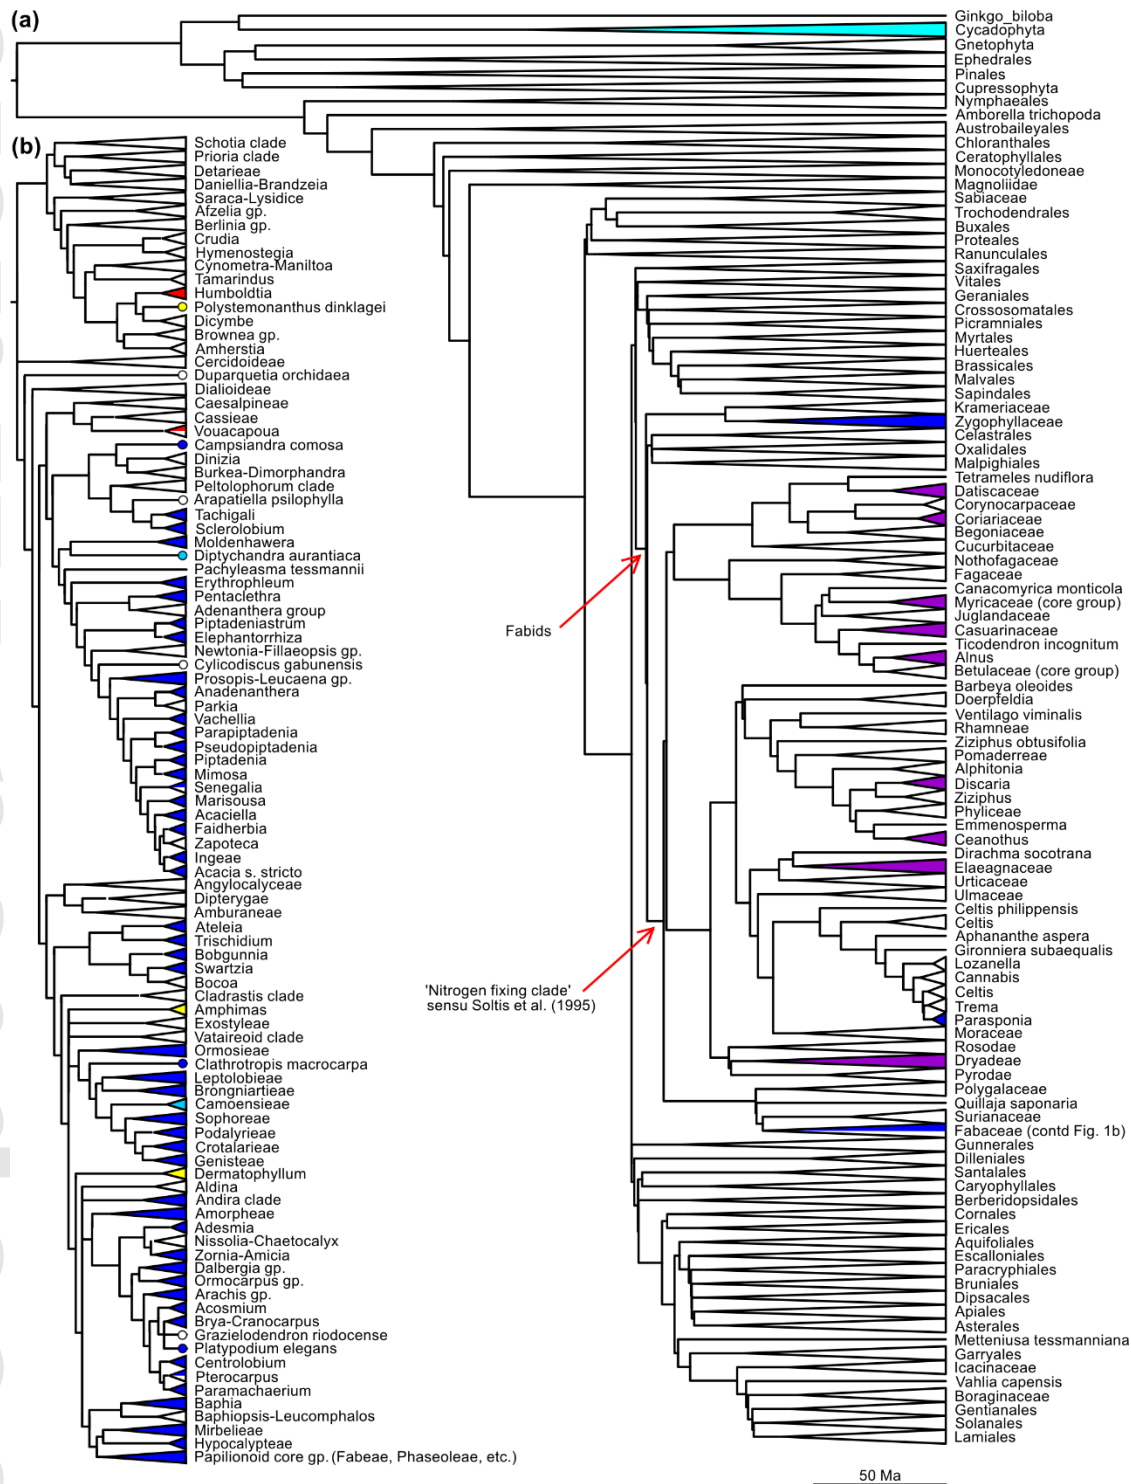 (a)
Ginkgo_biloba
Cycadophyta
Gnetophyta
Ephedrales
Pinales
Cupressophyta
Nymphaeales
Amborella trichopoda
Austrobaileyales
Chloranthales
Ceratophyllales
Monocotyledoneae
Magnoliidae
Sabiaceae
Trochodendrales
Buxales
Proteales
Ranunculales
Saxifragales
Vitales
Geraniales
Crossosomatales
Picramniales
Myrtales
Huerteales
Brassicales
Malvales
Sapindales
Krameriaceae
Zygophyllaceae
Celastrales
Oxalidales
Malpighiales
Tetrameles nudiflora
Datiscaceae
Corynocarpaceae
Coriariaceae
Begoniaceae
Cucurbitaceae
Nothofagaceae
Fagaceae
Canacomyrica monticola
Myricaceae (core group)
Juglandaceae
Casuarinaceae
Ticodendron incognitum
Alnus
Betulaceae (core group)
Barbeya oleoides
Doerpfeldia
Ventilago viminalis
Rhamneae
Ziziphus obtusifolia
Pomaderreae
Alphitonia
Discaria
Ziziphus
Phyliceae
Emmenosperma
Ceanothus
Dirachma socotrana
Elaeagnaceae
Urticaceae
Ulmaceae
Celtis philippensis
Celtis
Aphananthe aspera
Gironniera subaequalis
Lozanella
Cannabis
Celtis
Trema
Parasponia
Moraceae
Rosodae
Dryadeae
Pyrodae
Polygalaceae
Quillaja saponaria
Surianaceae
Fabaceae (contd Fig. 1b)
Gunnerales
Dilleniales
Santalales
Caryophyllales
Berberidopsidales
Cornales
Ericales
Aquifoliales
Escalloniales
Paracryphiales
Bruniales
Dipsacales
Apiales
Asterales
Metteniusa tessmanniana
Garryales
Icacinaceae
Vahlia capensis
Boraginaceae
Gentianales
Solanales
Lamiales
50 Ma
Fabids
'Nitrogen fixing clade'
sensu Soltis et al. (1995)
(b)
Schotia clade
Prioria clade
Detarieae
Daniellia-Brandzeia
Saraca-Lysidice
Afzelia gp.
Berlinia gp.
Crudia
Hymenostegia
Cynometra-Maniltoa
Tamarindus
Humboldtia
Polystemonanthus dinklagei
Dicymbe
Brownea gp.
Amherstia
Cercidoideae
Duparquetia orchidaea
Dialioideae
Caesalpineae
Cassieae
Vouacapoua
Campsiandra comosa
Dinizia
Burkea-Dimorphandra
Peltolophorum clade
Arapatiella psilophylla
Tachigali
Sclerolobium
Moldenhawera
Diptychandra aurantiaca
Pachyleasma tessmannii
Erythrophleum
Pentaclethra
Adenanthera group
Piptadeniastrum
Elephantorrhiza
Newtonia-Fillaeopsis gp.
Cylicodiscus gabunensis
Prosopis-Leucaena gp.
Anadenanthera
Parkia
Vachellia
Parapiptadenia
Pseudopiptadenia
Piptadenia
Mimosa
Senegalia
Marisousa
Acaciella
Faidherbia
Zapoteca
Ingeae
Acacia s. stricto
Angylocalyceae
Dipterygae
Amburaneae
Ateleia
Trischidium
Bobgunnia
Swartzia
Bocoa
Cladrastis clade
Amphimas
Exostyleae
Vataireoid clade
Ormosieae
Clathrotropis macrocarpa
Leptolobieae
Brongniartieae
Camoensieae
Sophoreae
Podalyrieae
Crotalarieae
Genisteae
Dermatophyllum
Aldina
Andira clade
Amorpheae
Adesmia
Nissolia-Chaetocalyx
Zornia-Amicia
Dalbergia gp.
Ormocarpus gp.
Arachis gp.
Acosmium
Brya-Cranocarpus
Grazielodendron riodocense
Platypodium elegans
Centrolobium
Pterocarpus
Paramachaerium
Baphia
Baphiopsis-Leucomphalos
Mirbelieae
Hypocalypteae
Papilionoid core gp. (Fabeae, Phaseoleae, etc.)